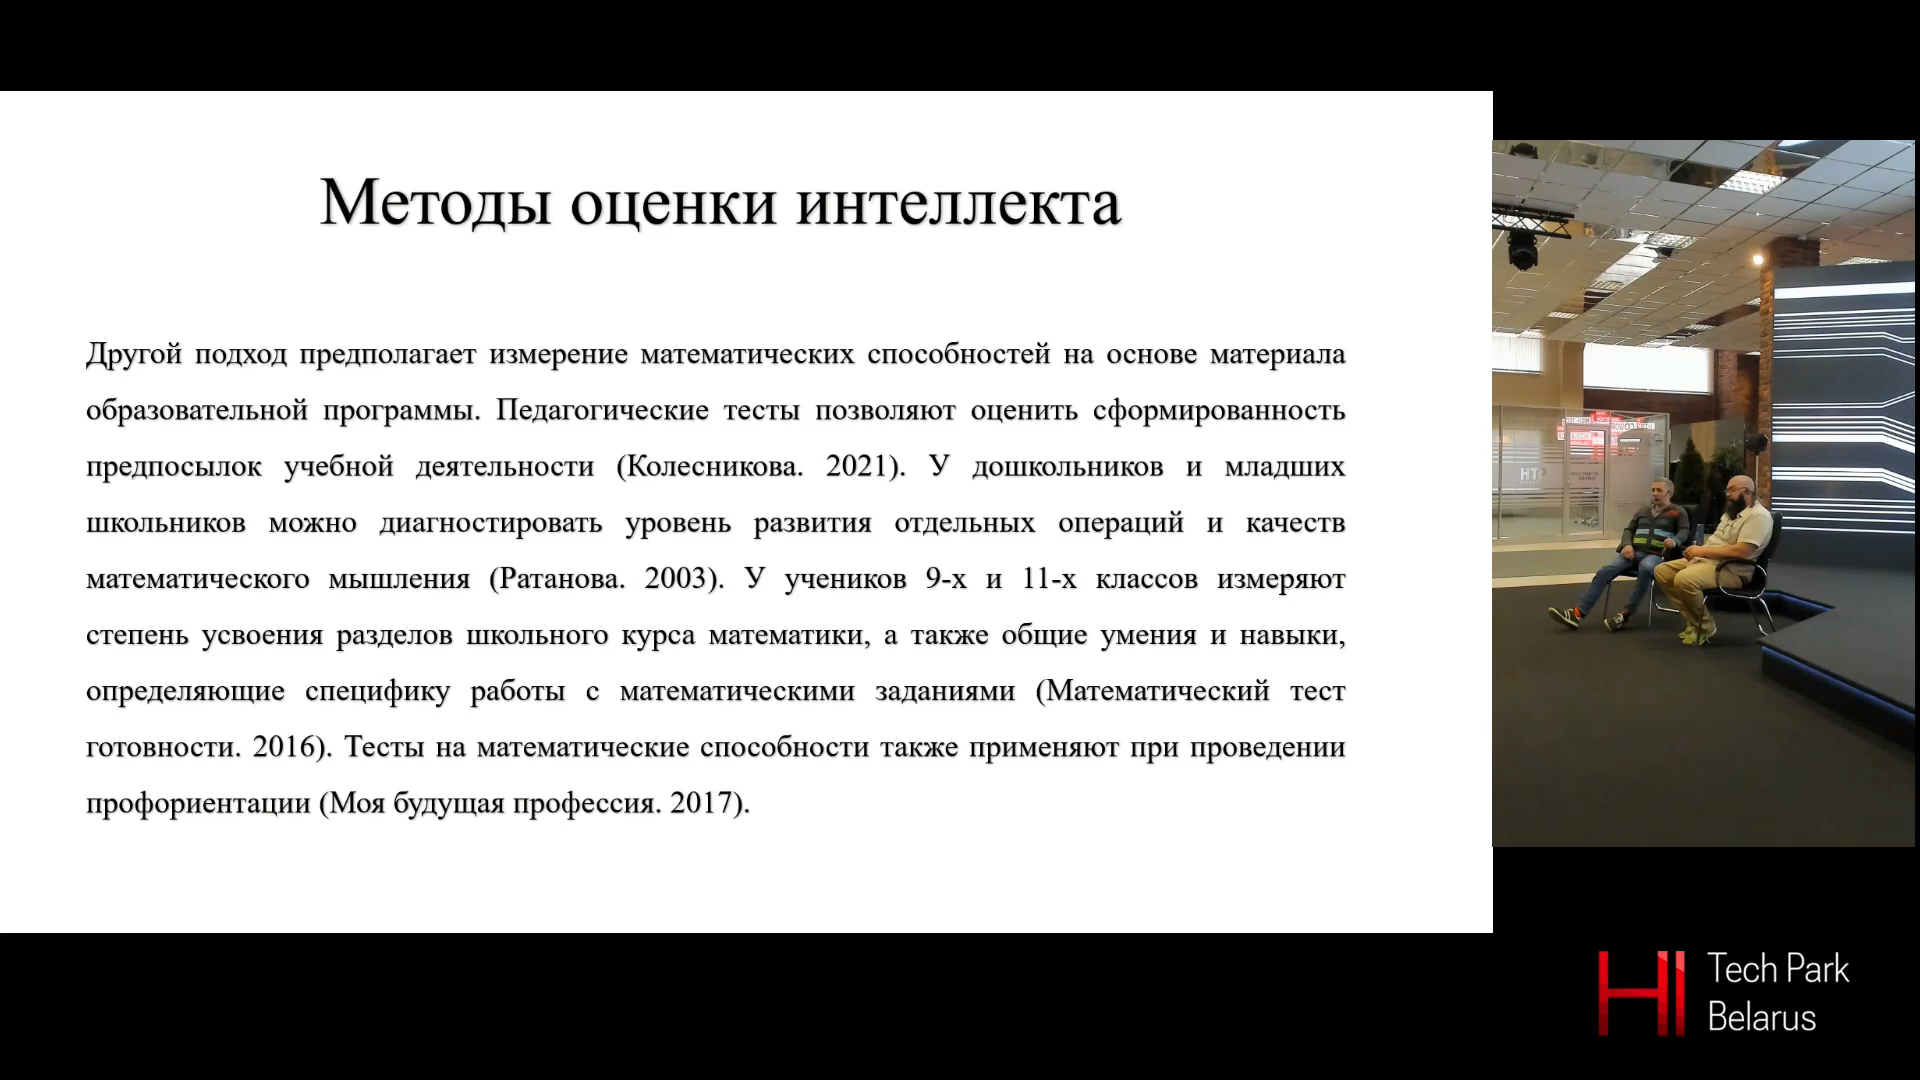 Методы оценки интеллекта
Другой подход предполагает измерение математических способностей на основе материала
образовательной программы. Педагогические тесты позволяют оценить сформированность
предпосылок учебной деятельности (Колесникова. 2021). У дошкольников и младших
школьников можно диагностировать уровень развития отдельных операций и качеств
математического мышления (Ратанова. 2003). У учеников 9-х и 11-х классов измеряют
степень усвоения разделов школьного курса математики, а также общие умения и навыки,
определяющие специфику работы с математическими заданиями (Математический тест
готовности. 2016). Тесты на математические способности также применяют при проведении
профориентации (Моя будущая профессия. 2017).
HI Tech Park
Belarus